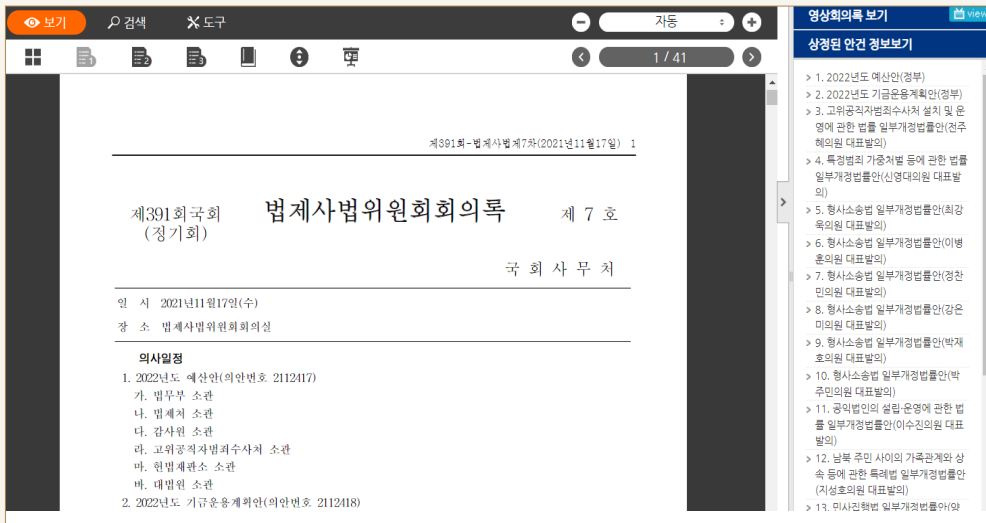 보기
검색
도구
자동
1
2
3
1 / 41
제391회-법제사법제7차(2021년11월17일) 1
제391회국회
(정기회)
법제사법위원회회의록
제 7 호
국 회 사 무 처
일 시 2021년11월17일(수)
장 소 법제사법위원회회의실
의사일정
1. 2022년도 예산안(의안번호 2112417)
가. 법무부 소관
나. 법제처 소관
다. 감사원 소관
라. 고위공직자범죄수사처 소관
마. 헌법재판소 소관
바. 대법원 소관
2. 2022년도 기금운용계획안(의안번호 2112418)
영상회의록 보기
view
상정된 안건 정보보기
1. 2022년도 예산안(정부)
2. 2022년도 기금운용계획안(정부)
3. 고위공직자범죄수사처 설치 및 운
영에 관한 법률 일부개정법률안(전주
혜의원 대표발의)
4. 특정범죄 가중처벌 등에 관한 법률
일부개정법률안(신영대의원 대표발
의)
5. 형사소송법 일부개정법률안(최강
욱의원 대표발의)
6. 형사소송법 일부개정법률안(이병
훈의원 대표발의)
7. 형사소송법 일부개정법률안(정찬
민의원 대표발의)
8. 형사소송법 일부개정법률안(강은
미의원 대표발의)
9. 형사소송법 일부개정법률안(박재
호의원 대표발의)
10. 형사소송법 일부개정법률안(박
주민의원 대표발의)
11. 공익법인의 설립·운영에 관한 법
률 일부개정법률안(이수진의원 대표
발의)
12. 남북 주민 사이의 가족관계와 상
속 등에 관한 특례법 일부개정법률안
(지성호의원 대표발의)
13. 민사집행법 일부개정법률안(양